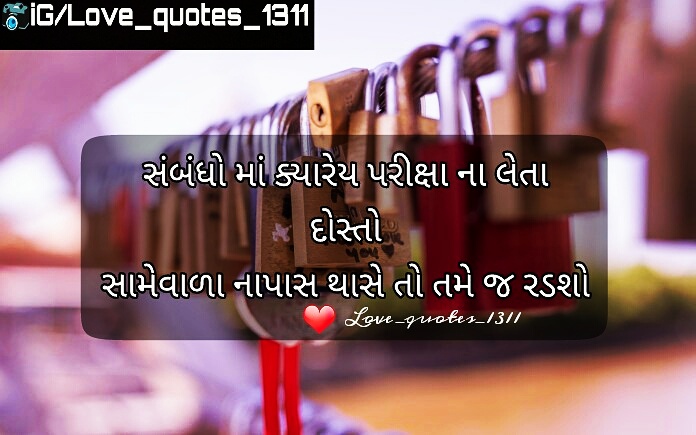 iG/Love_quotes_1311
સંબંધો માં ક્યારેય પરીક્ષા ના લેતા
દોસ્તો
સામેવાળા નાપાસ થાસે તો તમે જ રડશો
Love_quotes_1311